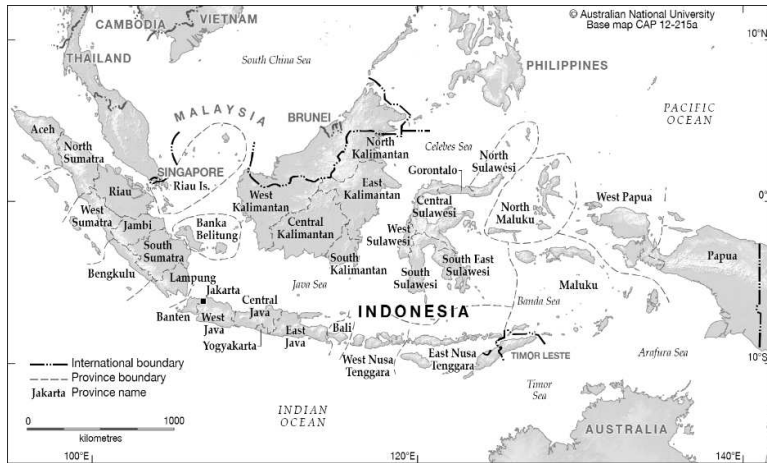 © Australian National University
Base map CAP 12-215a
10°N
CAMBODIA
VIETNAM
THAILAND
South China Sea
PHILIPPINES
PACIFIC
OCEAN
MALAYSIA
BRUNEI
Aceh
North
Sumatra
SINGAPORE
Riau Is.
Riau
North
Kalimantan
Celebes Sea
North
Sulawesi
Gorontalo
West
Kalimantan
East
Kalimantan
Central
Sulawesi
North
Maluku
West Papua
0°
West
Sumatra
Jambi
Banka
Belitung
Central
Kalimantan
West
Sulawesi
Papua
South
Sumatra
Bengkulu
South
Kalimantan
South
Sulawesi
South East
Sulawesi
Maluku
Lampung
Jakarta
Java Sea
Banda Sea
INDONESIA
Banten
West
Java
Central
Java
Yogyakarta
East
Java
Bali
West Nusa
Tenggara
East Nusa
Tenggara
TIMOR LESTE
Arafura Sea
10°S
Timor
Sea
International boundary
Province boundary
Jakarta Province name
0 1000
kilometres
INDIAN
OCEAN
AUSTRALIA
100°E
120°E
140°E